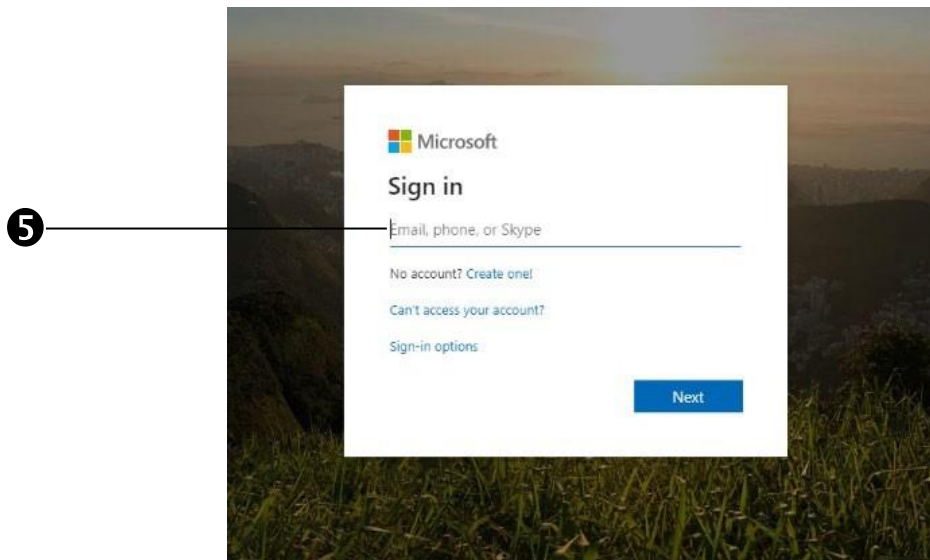 Microsoft
Sign in
❺
Email, phone, or Skype
No account? Create one!
Can't access your account?
Sign-in options
Next